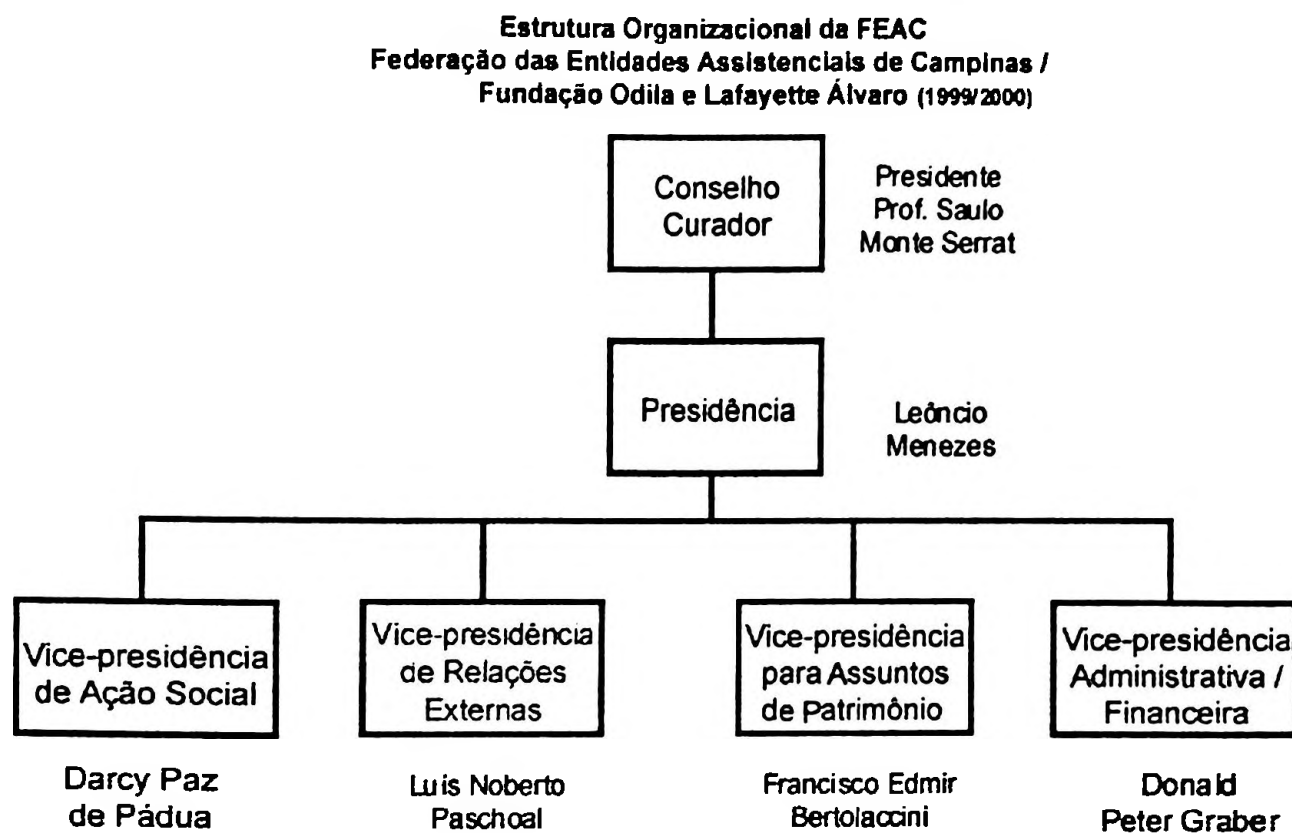 Estrutura Organizacional da FEAC
Federação das Entidades Assistenciais de Campinas /
Fundação Odila e Lafayette Álvaro (1999/2000)
Conselho
Curador
Presidente
Prof. Saulo
Monte Serrat
Presidência
Leôncio
Menezes
Vice-presidência
de Ação Social
Darcy Paz
de Pádua
Vice-presidência
de Relações
Externas
Luis Noberto
Paschoal
Vice-presidência
para Assuntos
de Patrimônio
Francisco Edmir
Bertolaccini
Vice-presidência
Administrativa /
Financeira
Donald
Peter Graber